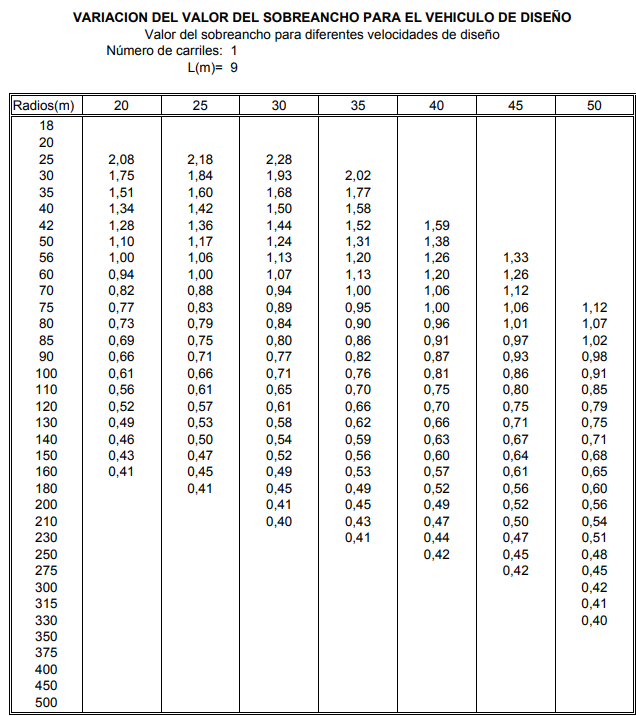 VARIACION DEL VALOR DEL SOBREANCHO PARA EL VEHICULO DE DISEÑO
Valor del sobreancho para diferentes velocidades de diseño
Número de carriles: 1
L(m)= 9
Radios(m) 20 25 30 35 40 45 50
18
20
25 2,08 2,18 2,28
30 1,75 1,84 1,93 2,02
35 1,51 1,60 1,68 1,77
40 1,34 1,42 1,50 1,58
42 1,28 1,36 1,44 1,52 1,59
50 1,10 1,17 1,24 1,31 1,38
56 1,00 1,06 1,13 1,20 1,26 1,33
60 0,94 1,00 1,07 1,13 1,20 1,26
70 0,82 0,88 0,94 1,00 1,06 1,12
75 0,77 0,83 0,89 0,95 1,00 1,06 1,12
80 0,73 0,79 0,84 0,90 0,96 1,01 1,07
85 0,69 0,75 0,80 0,86 0,91 0,97 1,02
90 0,66 0,71 0,77 0,82 0,87 0,93 0,98
100 0,61 0,66 0,71 0,76 0,81 0,86 0,91
110 0,56 0,61 0,65 0,70 0,75 0,80 0,85
120 0,52 0,57 0,61 0,66 0,70 0,75 0,79
130 0,49 0,53 0,58 0,62 0,66 0,71 0,75
140 0,46 0,50 0,54 0,59 0,63 0,67 0,71
150 0,43 0,47 0,52 0,56 0,60 0,64 0,68
160 0,41 0,45 0,49 0,53 0,57 0,61 0,65
180 0,41 0,45 0,49 0,52 0,56 0,60
200 0,41 0,45 0,49 0,52 0,56
210 0,40 0,43 0,47 0,50 0,54
230 0,41 0,44 0,47 0,51
250 0,42 0,45 0,48
275 0,42 0,45
300 0,42
315 0,41
330 0,40
350
375
400
450
500